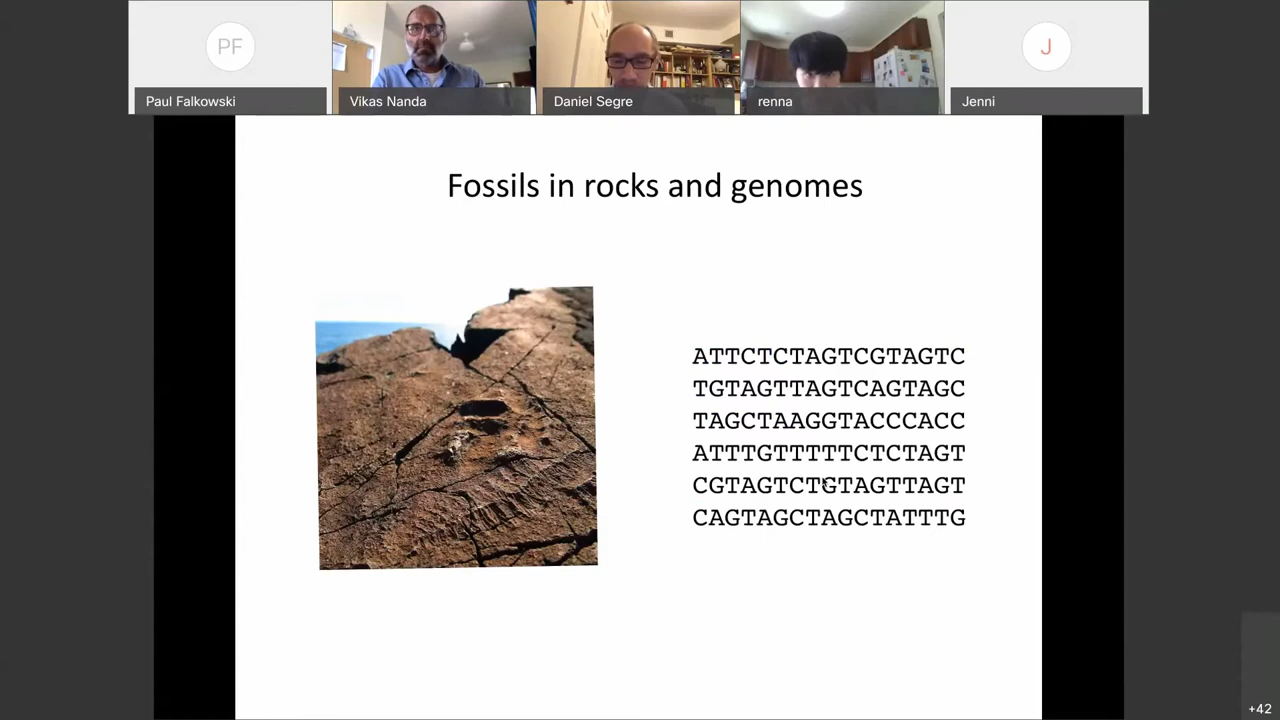 PF
J
Paul Falkowski
Vikas Nanda
Daniel Segre
renna
Jenni
Fossils in rocks and genomes
ATTCTCTAGTCGTAGTC
TGTAGTTAGTCAGTAGC
TAGCTAAGGTACCCACC
ATTTGTTTTTCTCTAGT
CGTAGTCTGTAGTTAGT
CAGTAGCTAGCTATTTG
+42